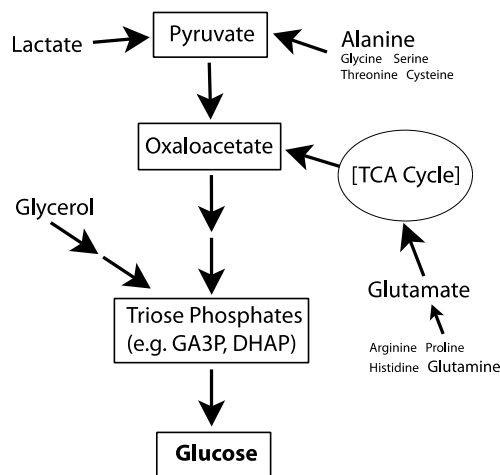 Lactate
Pyruvate
Alanine
Glycine Serine
Threonine Cysteine
Oxaloacetate
[TCA Cycle]
Glycerol
Glutamate
Triose Phosphates
(e.g. GA3P, DHAP)
Arginine Proline
Histidine Glutamine
Glucose